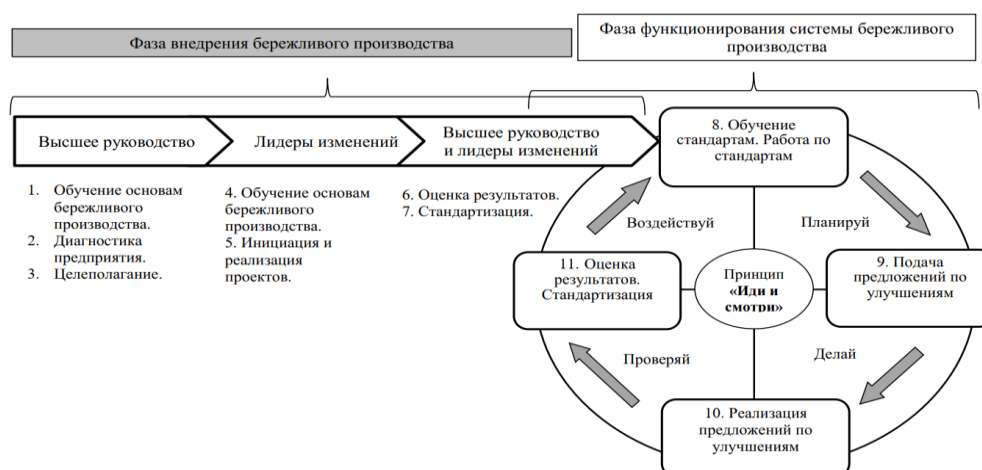 Фаза внедрения бережливого производства
Фаза функционирования системы бережливого
производства
Высшее руководство
Лидеры изменений
Высшее руководство
и лидеры изменений
1. Обучение основам
бережливого
производства.
2. Диагностика
предприятия.
3. Целеполагание.
4. Обучение основам
бережливого
производства.
5. Инициация и
реализация
проектов.
6. Оценка результатов.
7. Стандартизация.
8. Обучение
стандартам. Работа по
стандартам
Воздействуй
Планируй
11. Оценка
результатов.
Стандартизация
Принцип
«Иди и
смотри»
9. Подача
предложений по
улучшениям
Проверяй
Делай
10. Реализация
предложений по
улучшениям